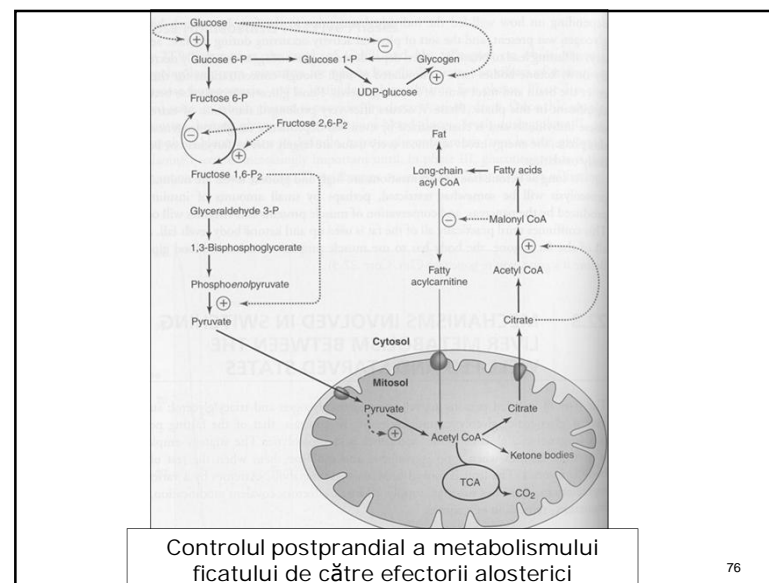 Glucose
Glucose 6-P
Glucose 1-P
Glycogen
UDP-glucose
Fructose 6-P
Fructose 2,6-P₂
Fructose 1,6-P₂
Glyceraldehyde 3-P
1,3-Bisphosphoglycerate
Phosphoenolpyruvate
Pyruvate
Fat
Long-chain
acyl CoA
Fatty acids
Malonyl CoA
Acetyl CoA
Fatty
acylcarnitine
Citrate
Cytosol
Mitosol
Pyruvate
Citrate
Acetyl CoA
Ketone bodies
TCA
CO₂
Controlul postprandial a metabolismului
ficatului de către efectorii alosterici
76